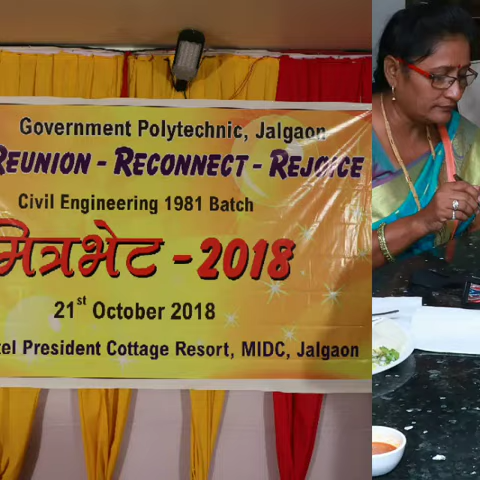 Government Polytechnic, Jalgaon
REUNION - RECONNECT - REJOICE
Civil Engineering 1981 Batch
मित्रभेट - 2018
21st October 2018
tel President Cottage Resort, MIDC, Jalgaon